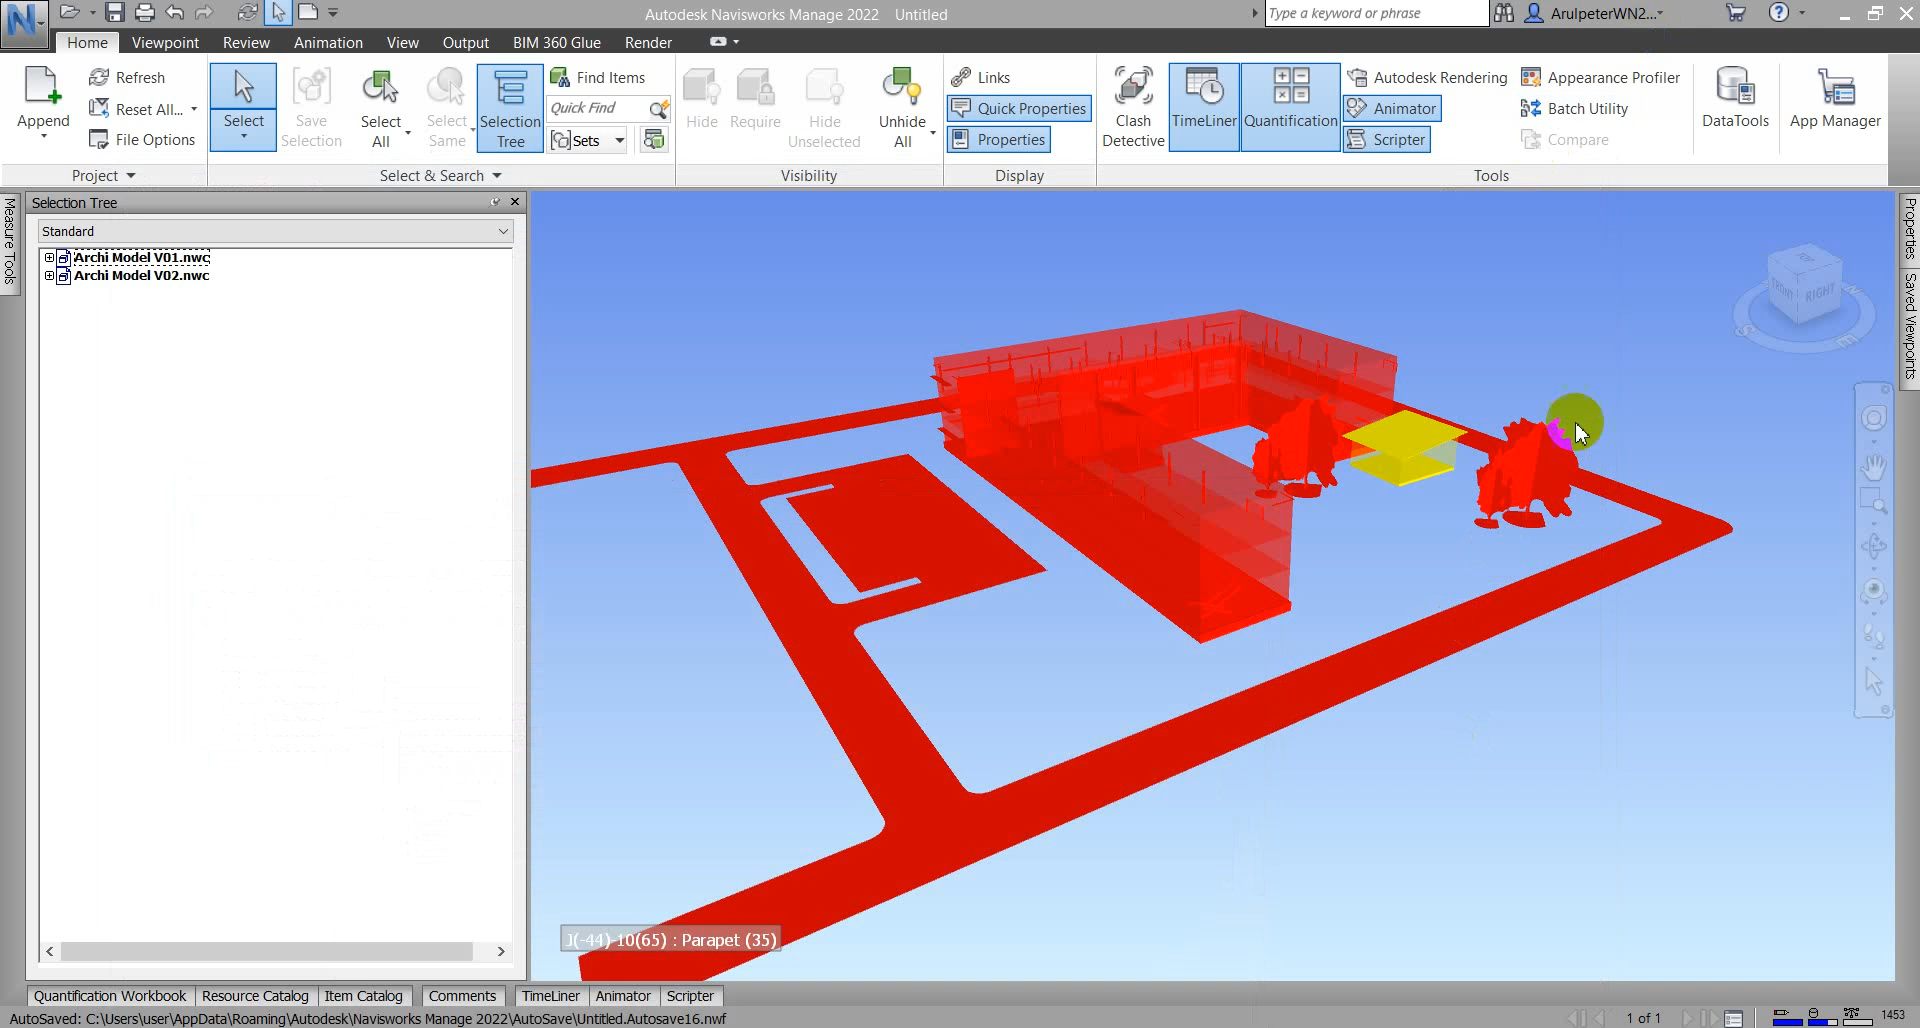 Autodesk Navisworks Manage 2022 Untitled
Type a keyword or phrase
ArulpeterWN2...
Home Viewpoint Review Animation View Output BIM 360 Glue Render
Append
Refresh
Reset All...
File Options
Project
Select
Save Selection
Select All
Select Same
Selection Tree
Find Items
Quick Find
Sets
Select & Search
Hide
Require
Hide Unselected
Unhide All
Visibility
Links
Quick Properties
Properties
Display
Clash Detective
TimeLiner
Quantification
Autodesk Rendering
Animator
Scripter
Appearance Profiler
Batch Utility
Compare
DataTools
App Manager
Tools
Measure Tools
Selection Tree
Standard
Archi Model V01.nwc
Archi Model V02.nwc
FRONT RIGHT
Properties
Saved Viewpoints
J(-44)-10(65) : Parapet (35)
Quantification Workbook Resource Catalog Item Catalog Comments TimeLiner Animator Scripter
AutoSaved: C:\Users\user\AppData\Roaming\Autodesk\Navisworks Manage 2022\AutoSave\Untitled.Autosave16.nwf
1 of 1
1453